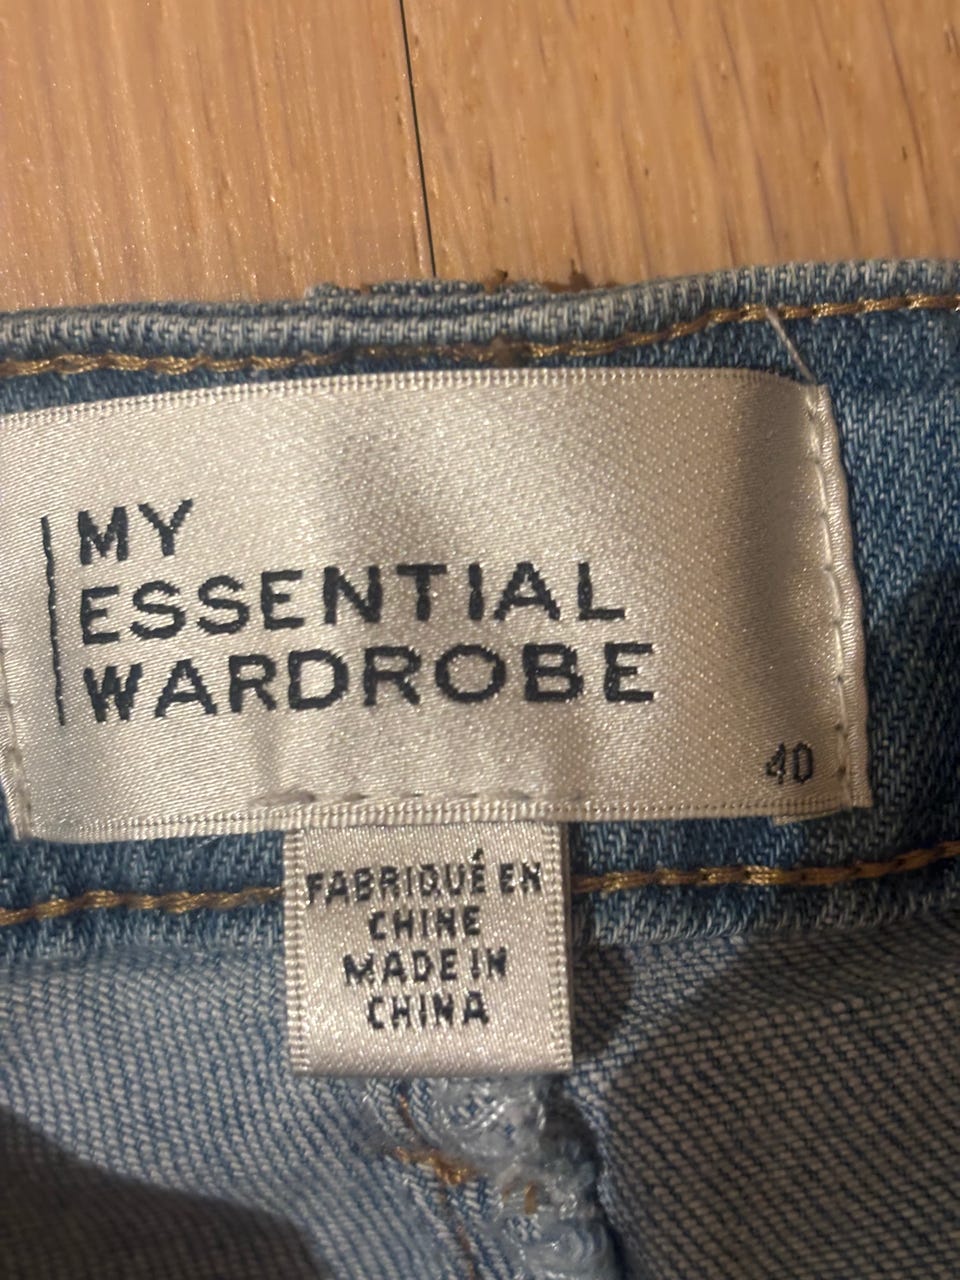 MY
ESSENTIAL
WARDROBE
40
FABRIQUÉ EN
CHINE
MADE IN
CHINA